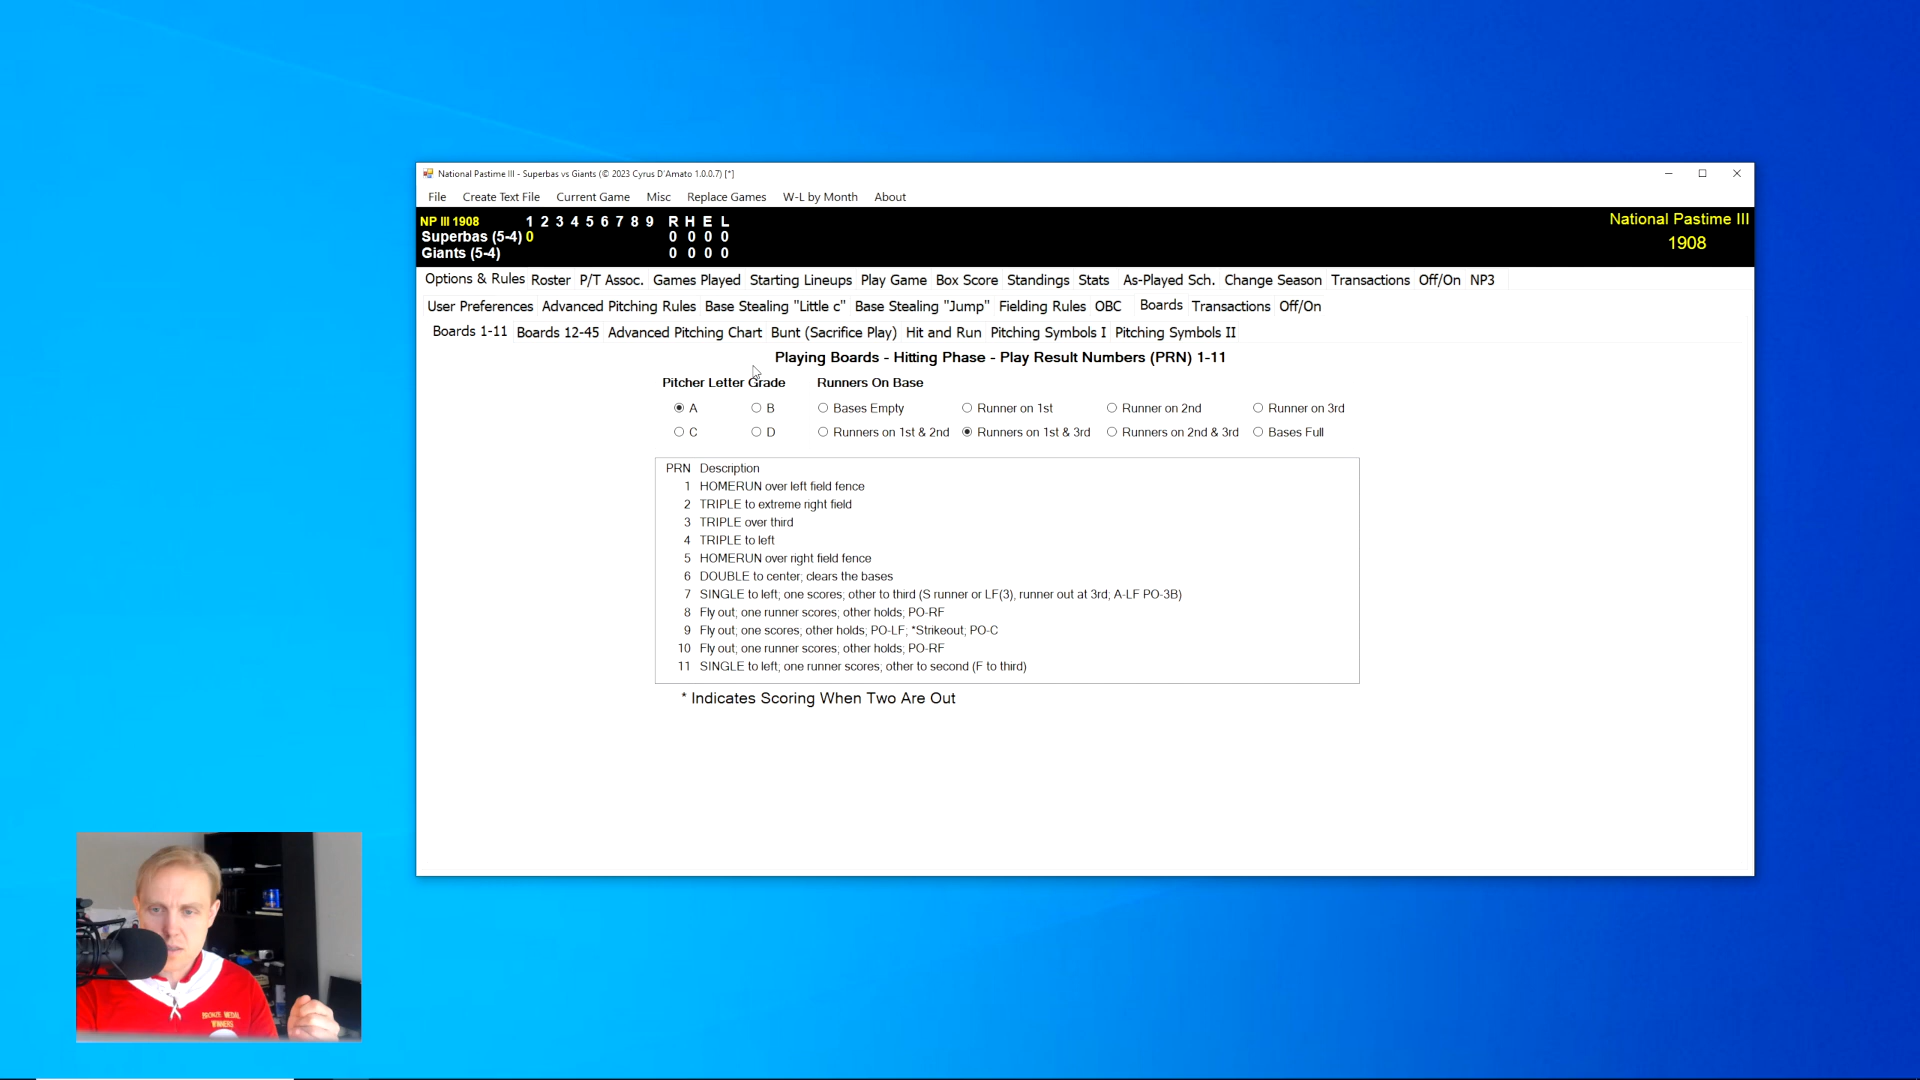 National Pastime III - Superbas vs Giants (© 2023 Cyrus D'Amato 1.0.0.7) [*]
File Create Text File Current Game Misc Replace Games W-L by Month About
NP III 1908 1 2 3 4 5 6 7 8 9 R H E L
Superbas (5-4) 0 0 0 0 0
Giants (5-4) 0 0 0 0
National Pastime III
1908
Options & Rules Roster P/T Assoc. Games Played Starting Lineups Play Game Box Score Standings Stats As-Played Sch. Change Season Transactions Off/On NP3
User Preferences Advanced Pitching Rules Base Stealing "Little c" Base Stealing "Jump" Fielding Rules OBC Boards Transactions Off/On
Boards 1-11 Boards 12-45 Advanced Pitching Chart Bunt (Sacrifice Play) Hit and Run Pitching Symbols I Pitching Symbols II
Playing Boards - Hitting Phase - Play Result Numbers (PRN) 1-11
Pitcher Letter Grade Runners On Base
A B Bases Empty Runner on 1st Runner on 2nd Runner on 3rd
C D Runners on 1st & 2nd Runners on 1st & 3rd Runners on 2nd & 3rd Bases Full
PRN Description
1 HOMERUN over left field fence
2 TRIPLE to extreme right field
3 TRIPLE over third
4 TRIPLE to left
5 HOMERUN over right field fence
6 DOUBLE to center; clears the bases
7 SINGLE to left; one scores; other to third (S runner or LF(3), runner out at 3rd; A-LF PO-3B)
8 Fly out; one runner scores; other holds; PO-RF
9 Fly out; one scores; other holds; PO-LF; *Strikeout; PO-C
10 Fly out; one runner scores; other holds; PO-RF
11 SINGLE to left; one runner scores; other to second (F to third)
* Indicates Scoring When Two Are Out
BRONZE MEDAL
WINNERS